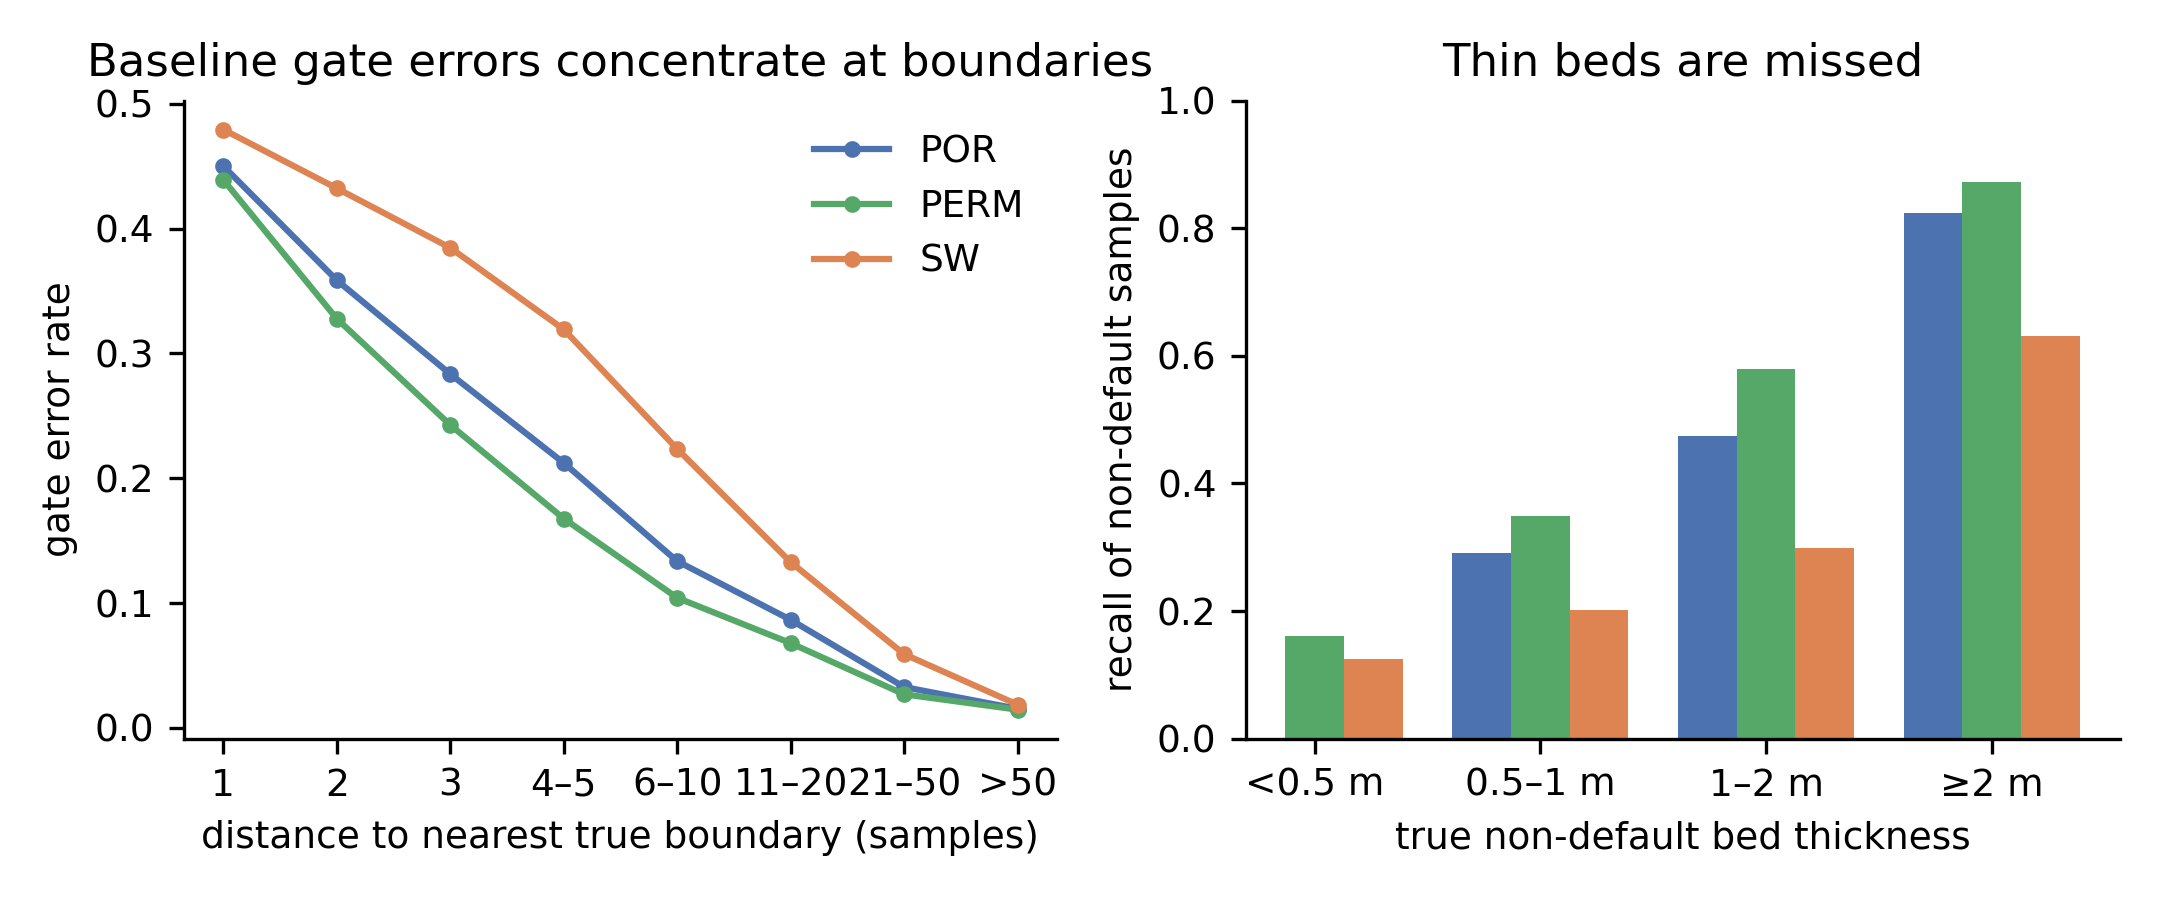 Baseline gate errors concentrate at boundaries
0.5
0.4
0.3
0.2
0.1
0.0
gate error rate
POR
PERM
SW
1 2 3 4–5 6–10 11–20 21–50 >50
distance to nearest true boundary (samples)
Thin beds are missed
1.0
0.8
0.6
0.4
0.2
0.0
recall of non-default samples
<0.5 m 0.5–1 m 1–2 m ≥2 m
true non-default bed thickness